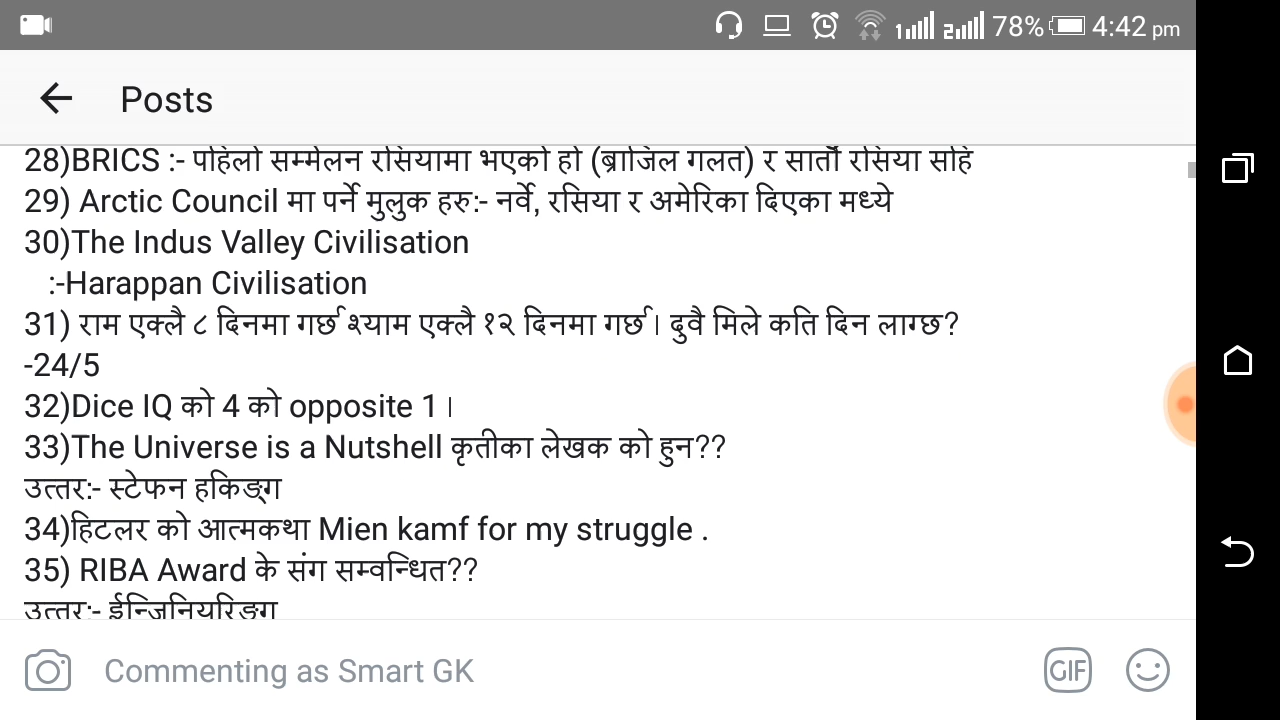 78% 4:42 pm
Posts
28)BRICS :- पहिलो सम्मेलन रसियामा भएको हो (ब्राजिल गलत) र सातौं रसिया सहि
29) Arctic Council मा पर्ने मुलुक हरु:- नर्वे, रसिया र अमेरिका दिएका मध्ये
30)The Indus Valley Civilisation
:-Harappan Civilisation
31) राम एक्लै ८ दिनमा गर्छ श्याम एक्लै १२ दिनमा गर्छ। दुवै मिले कति दिन लाग्छ?
-24/5
32)Dice IQ को 4 को opposite 1।
33)The Universe is a Nutshell कृतीका लेखक को हुन??
उत्तर:- स्टेफन हकिङ्ग
34)हिटलर को आत्मकथा Mien kamf for my struggle .
35) RIBA Award के संग सम्वन्धित??
उत्तर:- ईन्जिनियरिङ्ग
Commenting as Smart GK
GIF